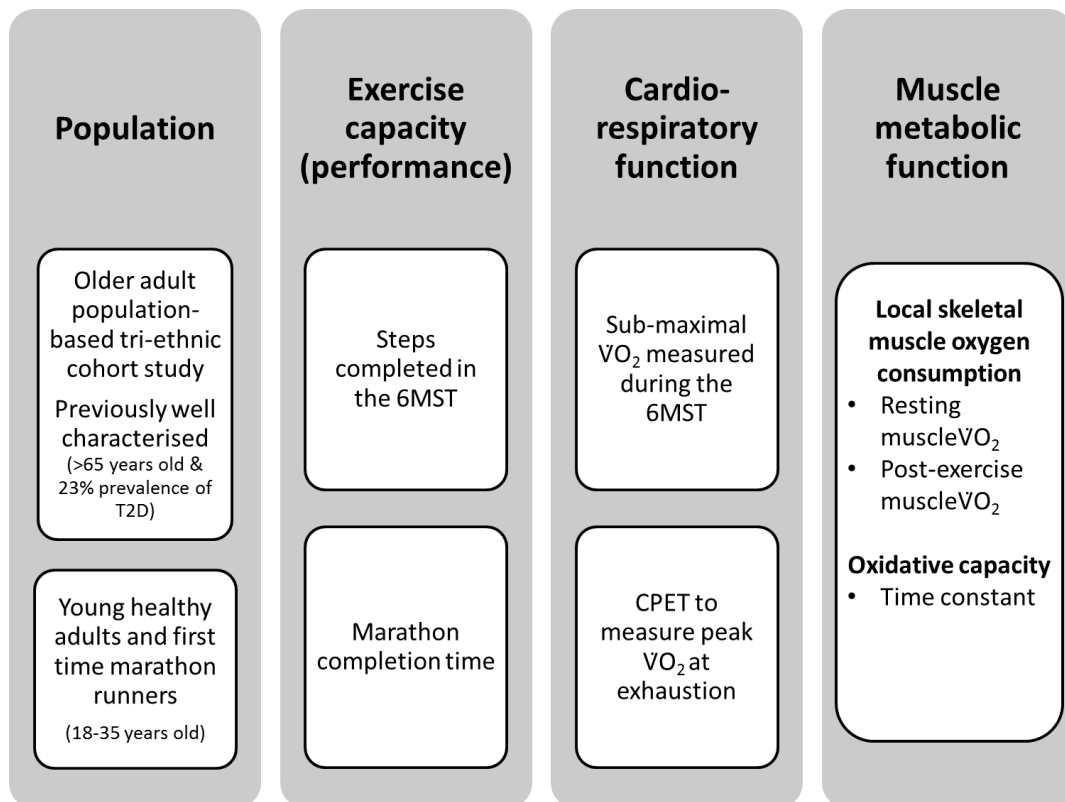 Population
Older adult
population-
based tri-ethnic
cohort study
Previously well
characterised
(>65 years old &
23% prevalence of
T2D)
Young healthy
adults and first
time marathon
runners
(18-35 years old)
Exercise
capacity
(performance)
Steps
completed in
the 6MST
Marathon
completion time
Cardio-
respiratory
function
Sub-maximal
V̇O₂ measured
during the
6MST
CPET to
measure peak
V̇O₂ at
exhaustion
Muscle
metabolic
function
Local skeletal
muscle oxygen
consumption
• Resting
muscleV̇O₂
• Post-exercise
muscleV̇O₂
Oxidative capacity
• Time constant